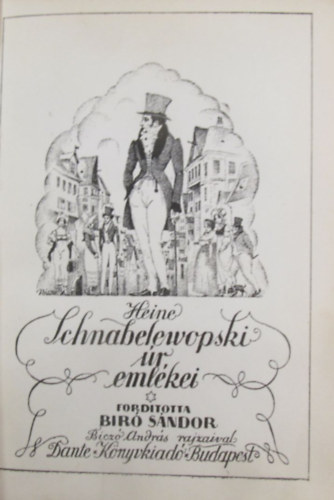 Heine
Schnabelewopski
úr
emlékei
FORDÍTOTTA
BIRÓ SÁNDOR
Biczó András rajzaival
Dante Könyvkiadó Budapest